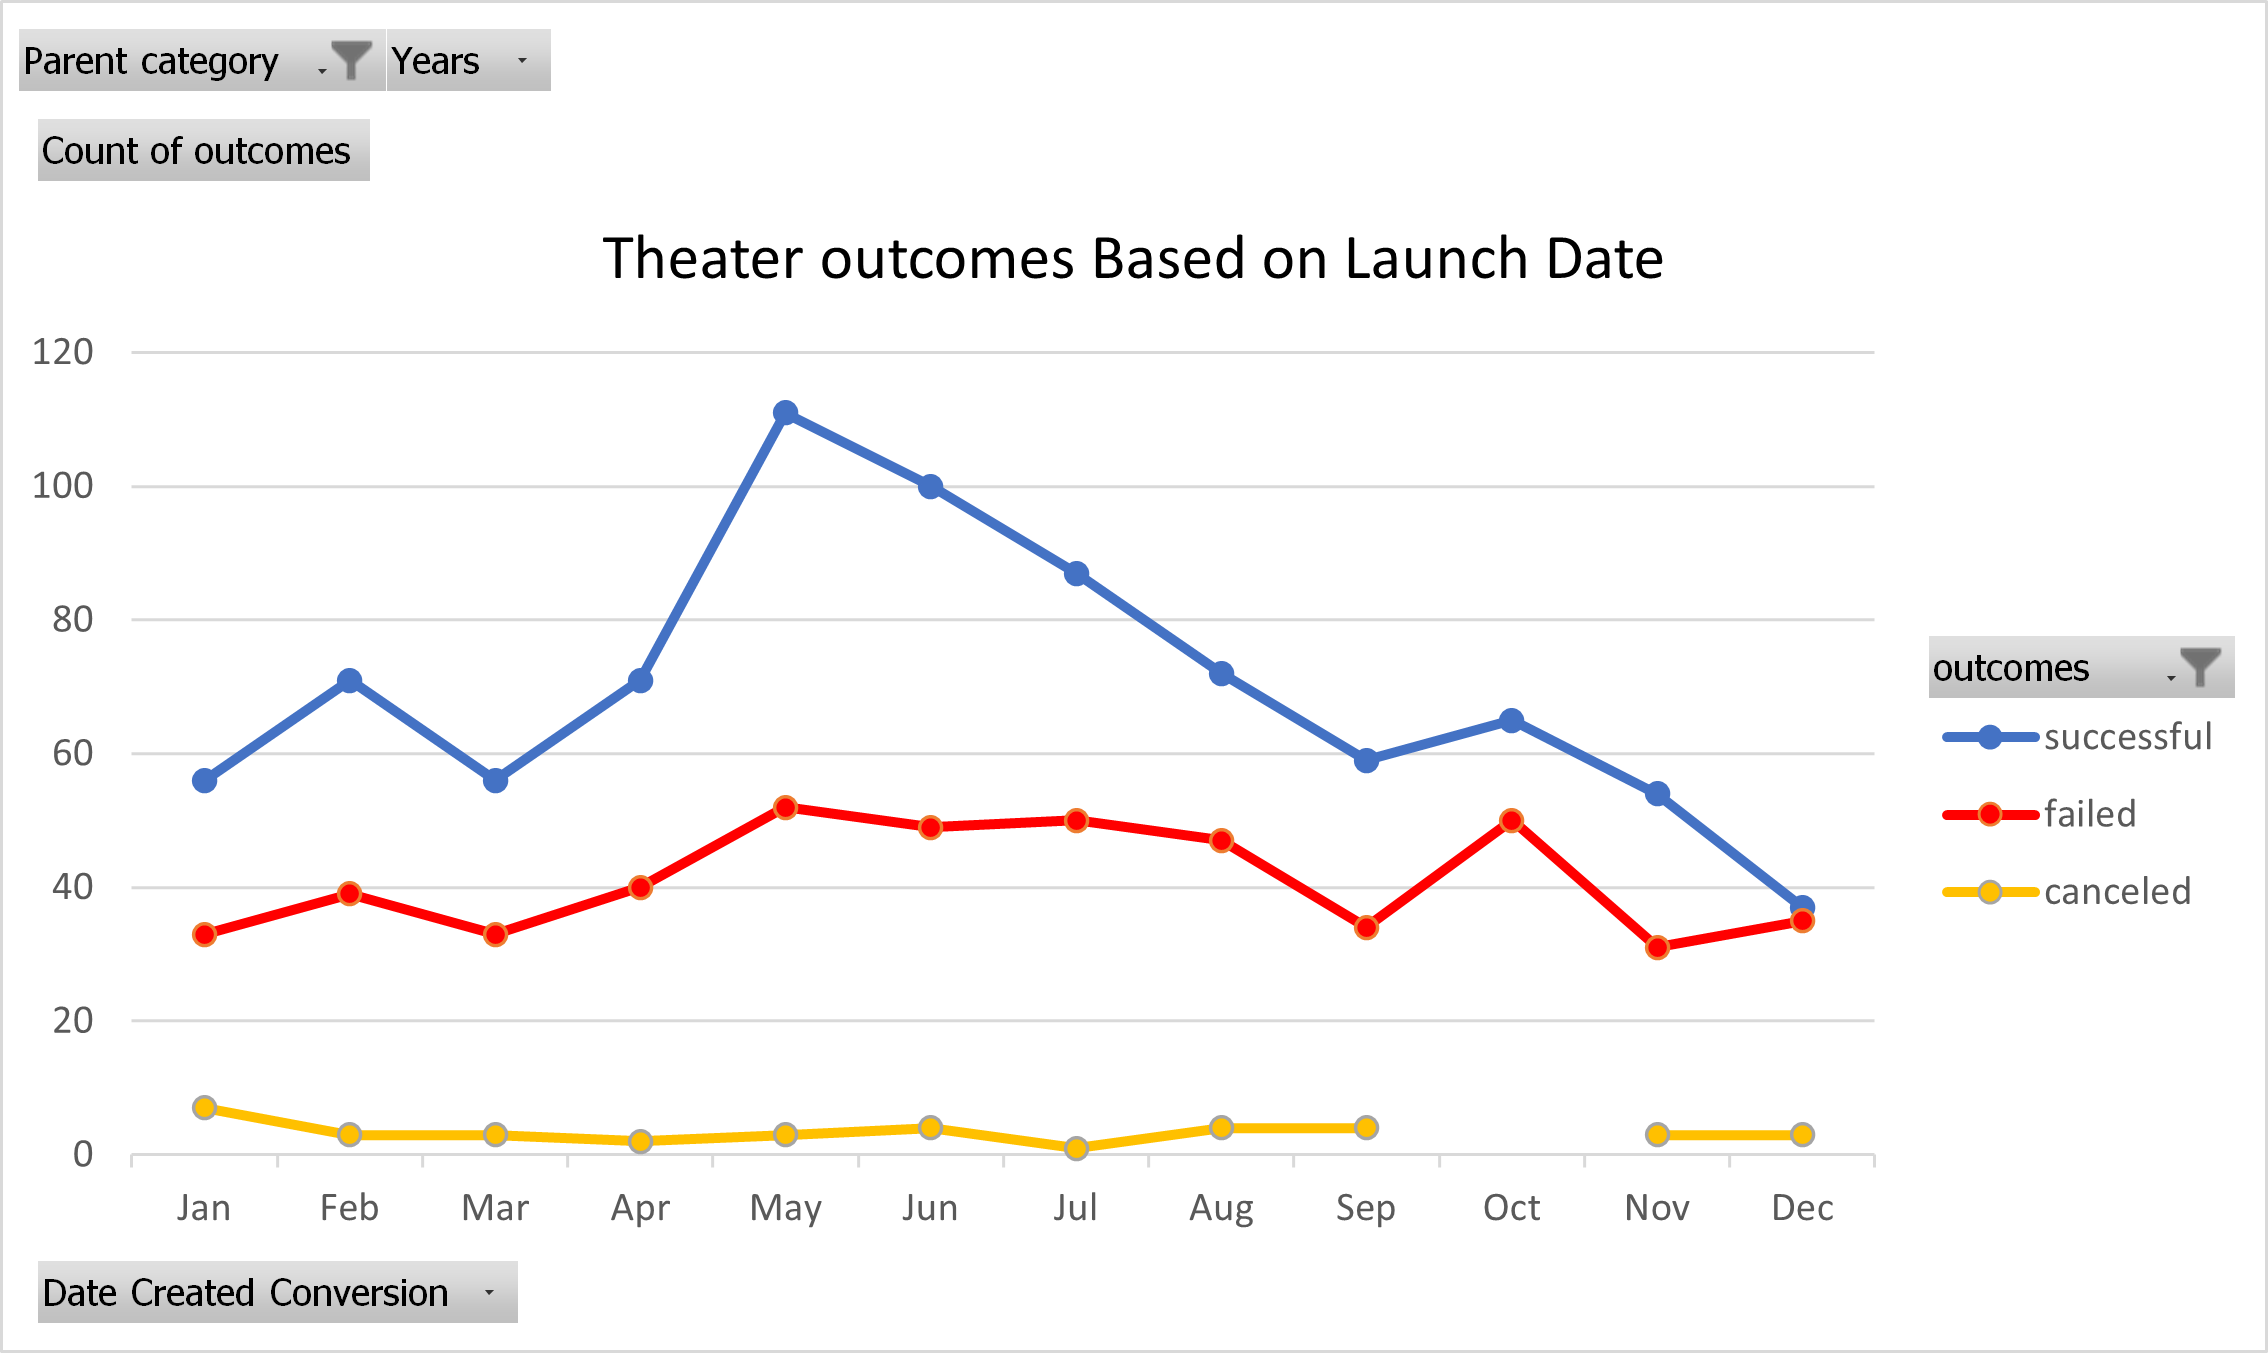 Parent category Years
Count of outcomes
Theater outcomes Based on Launch Date
120
100
80
60
40
20
0
Jan Feb Mar Apr May Jun Jul Aug Sep Oct Nov Dec
outcomes
successful
failed
canceled
Date Created Conversion